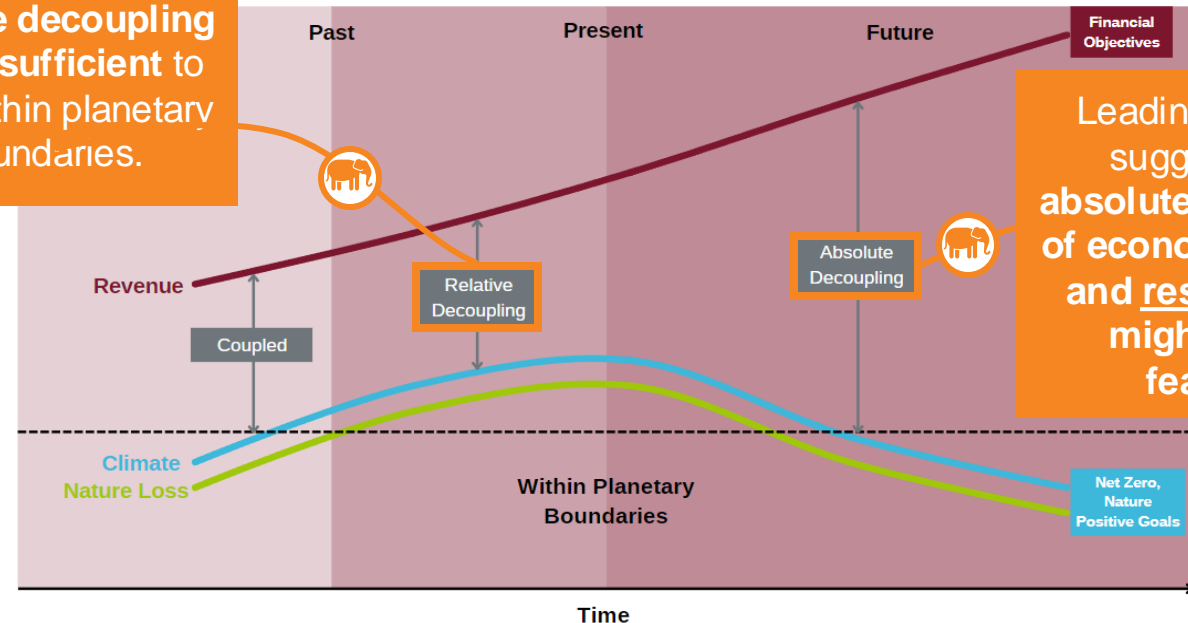 e decoupling
sufficient to
thin planetary
undaries.
Past
Present
Future
Financial
Objectives
Leadin
sugg
absolute
of econo
and res
migh
fea
Revenue
Coupled
Relative
Decoupling
Absolute
Decoupling
Climate
Nature Loss
Within Planetary
Boundaries
Net Zero,
Nature
Positive Goals
Time